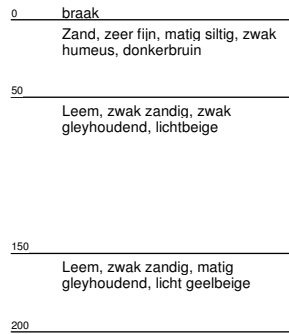 0 braak
Zand, zeer fijn, matig siltig, zwak
humeus, donkerbruin
50
Leem, zwak zandig, zwak
gleyhoudend, lichtbeige
150
Leem, zwak zandig, matig
gleyhoudend, licht geelbeige
200